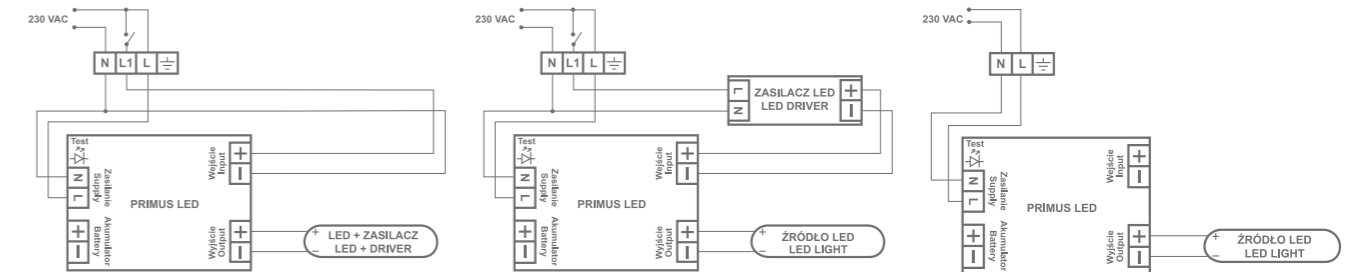 230 VAC
N L1 L
Test
N
L
Zasilanie
Supply
Akumulator
Battery
+
–
PRIMUS LED
Wejście
Input
+
–
Wyjście
Output
+
–
+
–
LED + ZASILACZ
LED + DRIVER
230 VAC
N L1 L
L
N
ZASILACZ LED
LED DRIVER
+
–
Test
N
L
Zasilanie
Supply
Akumulator
Battery
+
–
PRIMUS LED
Wejście
Input
+
–
Wyjście
Output
+
–
+
–
ŹRÓDŁO LED
LED LIGHT
230 VAC
N L
Test
N
L
Zasilanie
Supply
Akumulator
Battery
+
–
PRIMUS LED
Wejście
Input
+
–
Wyjście
Output
+
–
+
–
ŹRÓDŁO LED
LED LIGHT